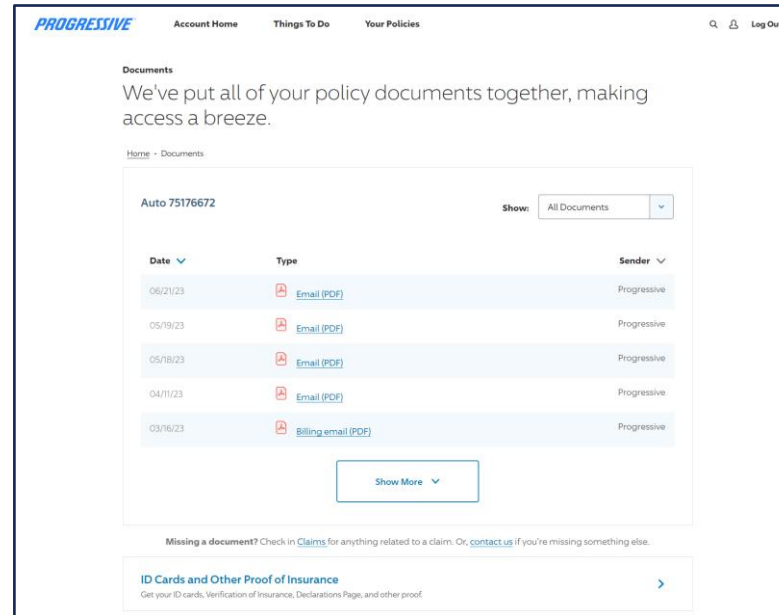 PROGRESSIVE Account Home Things To Do Your Policies Log Ou
Documents
We've put all of your policy documents together, making
access a breeze.
Home - Documents
Auto 75176672 Show: All Documents
Date Type Sender
06/21/23 Email (PDF) Progressive
05/19/23 Email (PDF) Progressive
05/18/23 Email (PDF) Progressive
04/11/23 Email (PDF) Progressive
03/16/23 Billing email (PDF) Progressive
Show More
Missing a document? Check in Claims for anything related to a claim. Or, contact us if you're missing something else.
ID Cards and Other Proof of Insurance
Get your ID cards, Verification of Insurance, Declarations Page, and other proof.